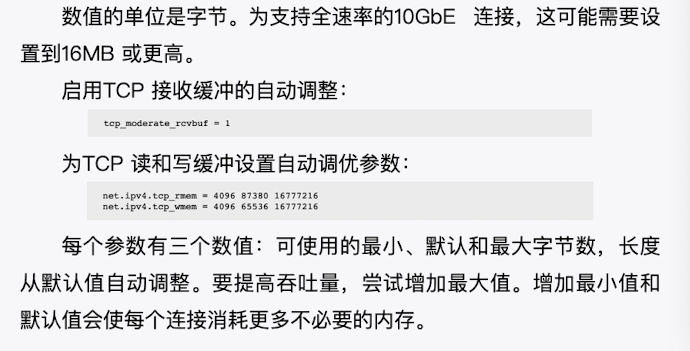 数值的单位是字节。为支持全速率的10GbE 连接，这可能需要设
置到16MB 或更高。
启用TCP 接收缓冲的自动调整：
tcp_moderate_rcvbuf = 1
为TCP 读和写缓冲设置自动调优参数：
net.ipv4.tcp_rmem = 4096 87380 16777216
net.ipv4.tcp_wmem = 4096 65536 16777216
每个参数有三个数值：可使用的最小、默认和最大字节数，长度
从默认值自动调整。要提高吞吐量，尝试增加最大值。增加最小值和
默认值会使每个连接消耗更多不必要的内存。